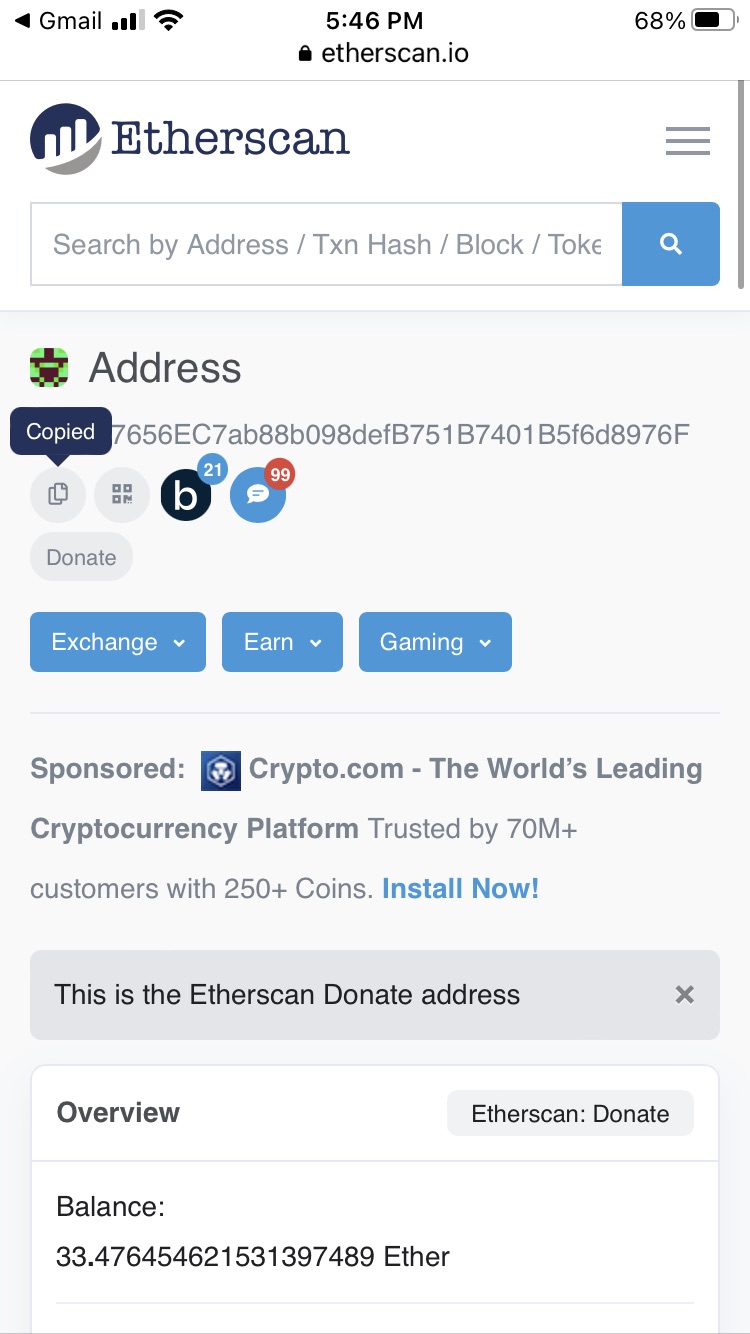 Gmail 5:46 PM 68%
etherscan.io
Etherscan
Search by Address / Txn Hash / Block / Toke
Address
Copied 7656EC7ab88b098defB751B7401B5f6d8976F
b 21 99
Donate
Exchange Earn Gaming
Sponsored: Crypto.com - The World’s Leading
Cryptocurrency Platform Trusted by 70M+
customers with 250+ Coins. Install Now!
This is the Etherscan Donate address ×
Overview Etherscan: Donate
Balance:
33.476454621531397489 Ether